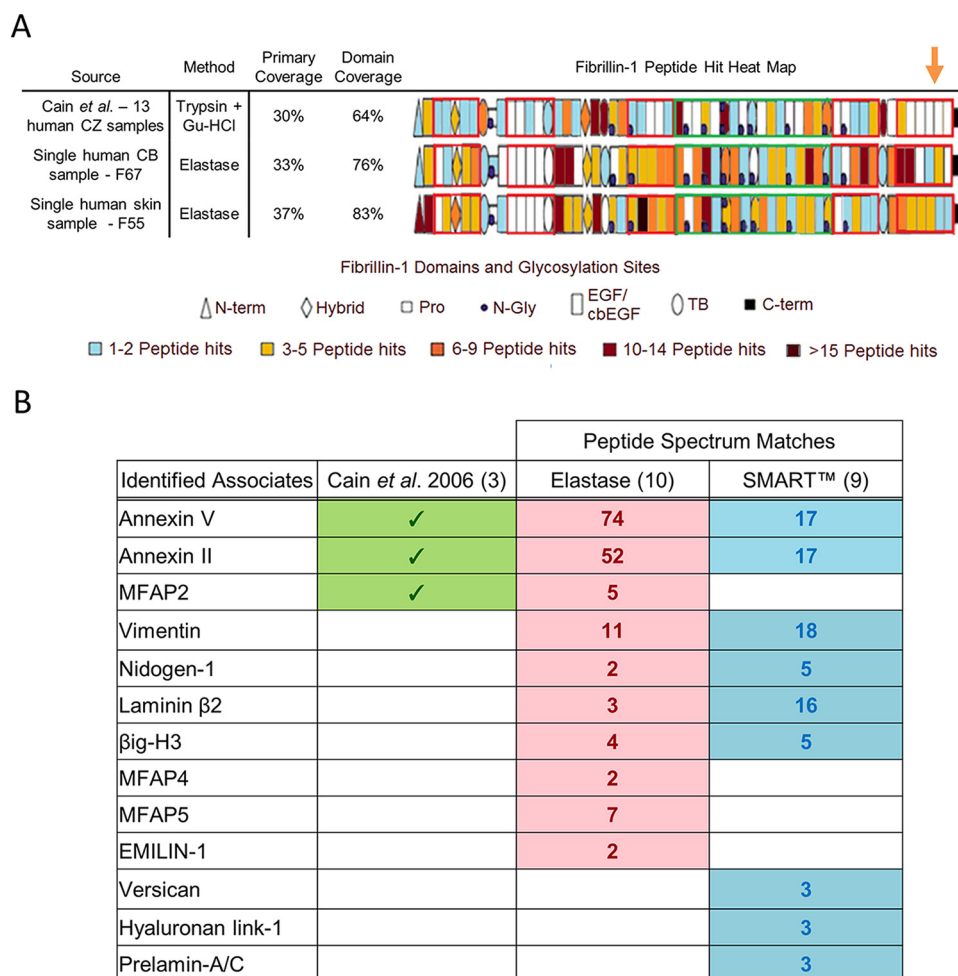 A
Source Method Primary Coverage Domain Coverage Fibrillin-1 Peptide Hit Heat Map
Cain et al. – 13 human CZ samples Trypsin + Gu-HCl 30% 64%
Single human CB sample - F67 Elastase 33% 76%
Single human skin sample - F55 Elastase 37% 83%
Fibrillin-1 Domains and Glycosylation Sites
N-term Hybrid Pro N-Gly EGF/ cbEGF TB C-term
1-2 Peptide hits 3-5 Peptide hits 6-9 Peptide hits 10-14 Peptide hits >15 Peptide hits
B
Peptide Spectrum Matches
Identified Associates Cain et al. 2006 (3) Elastase (10) SMART™ (9)
Annexin V ✓ 74 17
Annexin II ✓ 52 17
MFAP2 ✓ 5
Vimentin 11 18
Nidogen-1 2 5
Laminin β2 3 16
βig-H3 4 5
MFAP4 2
MFAP5 7
EMILIN-1 2
Versican 3
Hyaluronan link-1 3
Prelamin-A/C 3